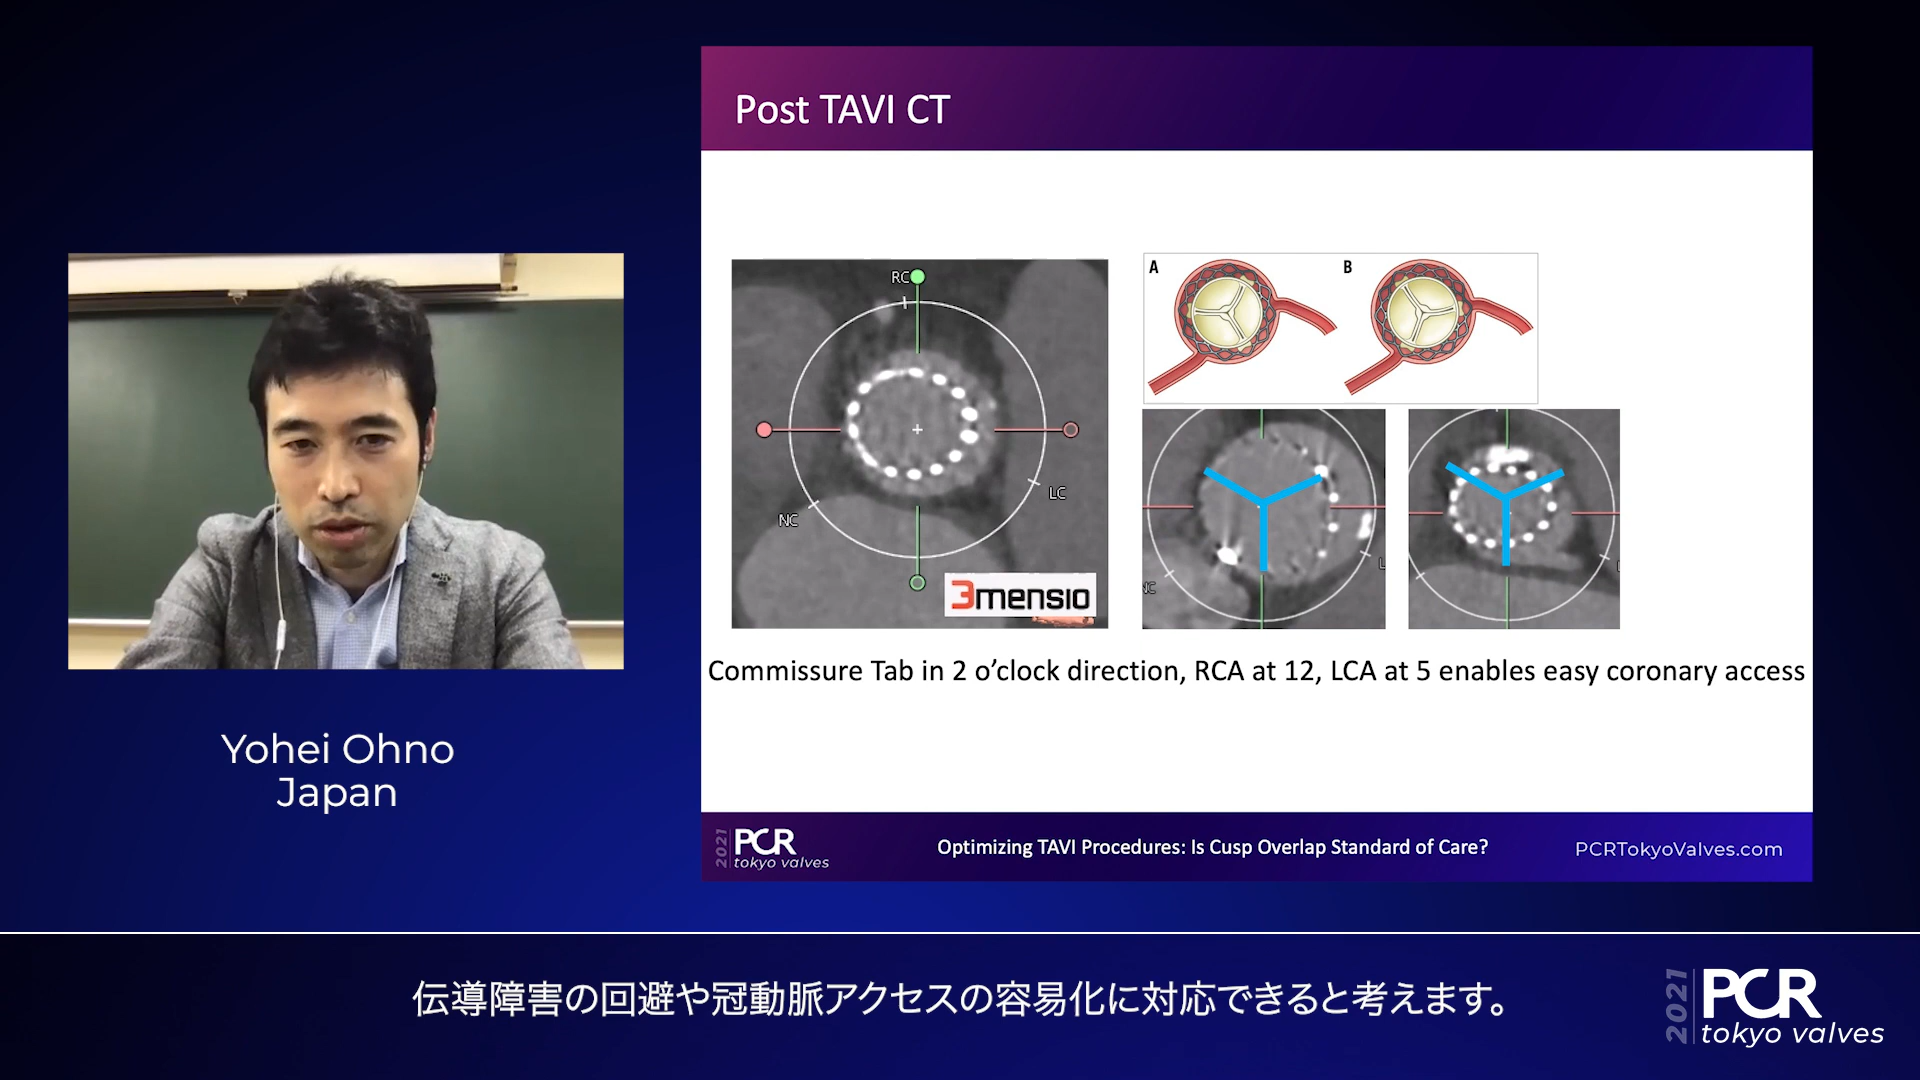 Post TAVI CT
RC
LC
NC
3mensio
A
B
NC
L
Commissure Tab in 2 o’clock direction, RCA at 12, LCA at 5 enables easy coronary access
Yohei Ohno
Japan
2021 PCR
tokyo valves
Optimizing TAVI Procedures: Is Cusp Overlap Standard of Care?
PCRTokyoValves.com
伝導障害の回避や冠動脈アクセスの容易化に対応できると考えます。
2021 PCR
tokyo valves